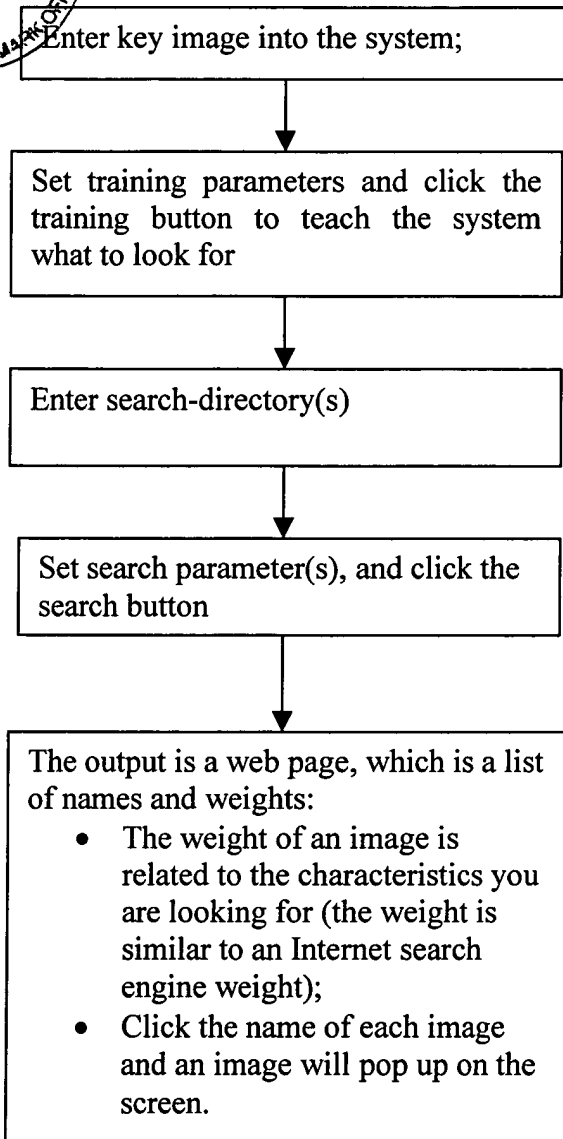 MARK OF
Enter key image into the system;
Set training parameters and click the
training button to teach the system
what to look for
Enter search-directory(s)
Set search parameter(s), and click the
search button
The output is a web page, which is a list
of names and weights:
• The weight of an image is
related to the characteristics you
are looking for (the weight is
similar to an Internet search
engine weight);
• Click the name of each image
and an image will pop up on the
screen.